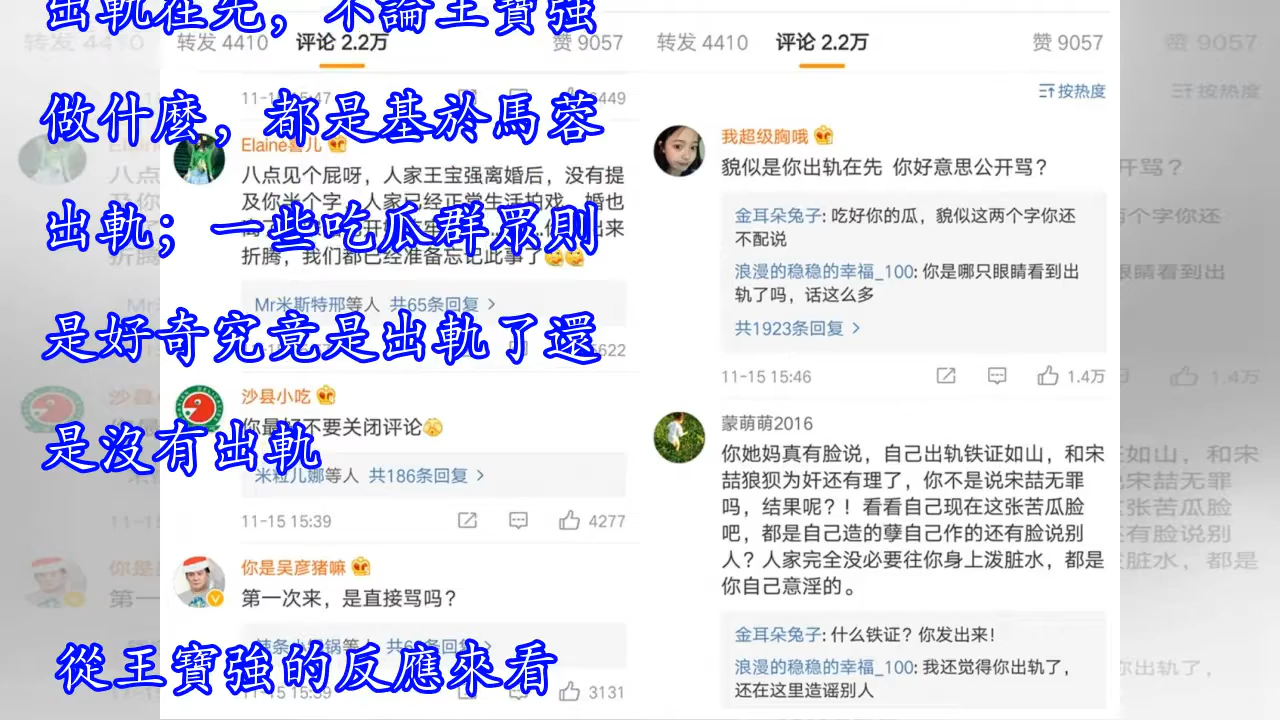 出軌在先，不論王寶強
做什麼，都是基於馬蓉
出軌；一些吃瓜群眾則
是好奇究竟是出軌了還
是沒有出軌
從王寶強的反應來看
转发 4410 评论 2.2万 赞 9057
Elaine
八点见个屁呀，人家王宝强离婚后，没有提
及你半个字，人家已经正常生活拍戏，婚也
出来
折腾，我们都已经准备忘记此事了
Mr米斯特邢等人 共65条回复 >
5622
沙县小吃
你最好不要关闭评论
米粒儿娜等人 共186条回复 >
11-15 15:39 4277
你是吴彦猪嘛
第一次来，是直接骂吗？
11-15 15:39 3131
转发 4410 评论 2.2万 赞 9057
按热度
我超级胸哦
貌似是你出轨在先 你好意思公开骂？
金耳朵兔子: 吃好你的瓜，貌似这两个字你还
不配说
浪漫的稳稳的幸福_100: 你是哪只眼睛看到出
轨了吗，话这么多
共1923条回复 >
11-15 15:46 1.4万
蒙萌萌2016
你她妈真有脸说，自己出轨铁证如山，和宋
喆狼狈为奸还有理了，你不是说宋喆无罪
吗，结果呢？！看看自己现在这张苦瓜脸
吧，都是自己造的孽自己作的还有脸说别
人？人家完全没必要往你身上泼脏水，都是
你自己意淫的。
金耳朵兔子: 什么铁证？你发出来！
浪漫的稳稳的幸福_100: 我还觉得你出轨了，
还在这里造谣别人